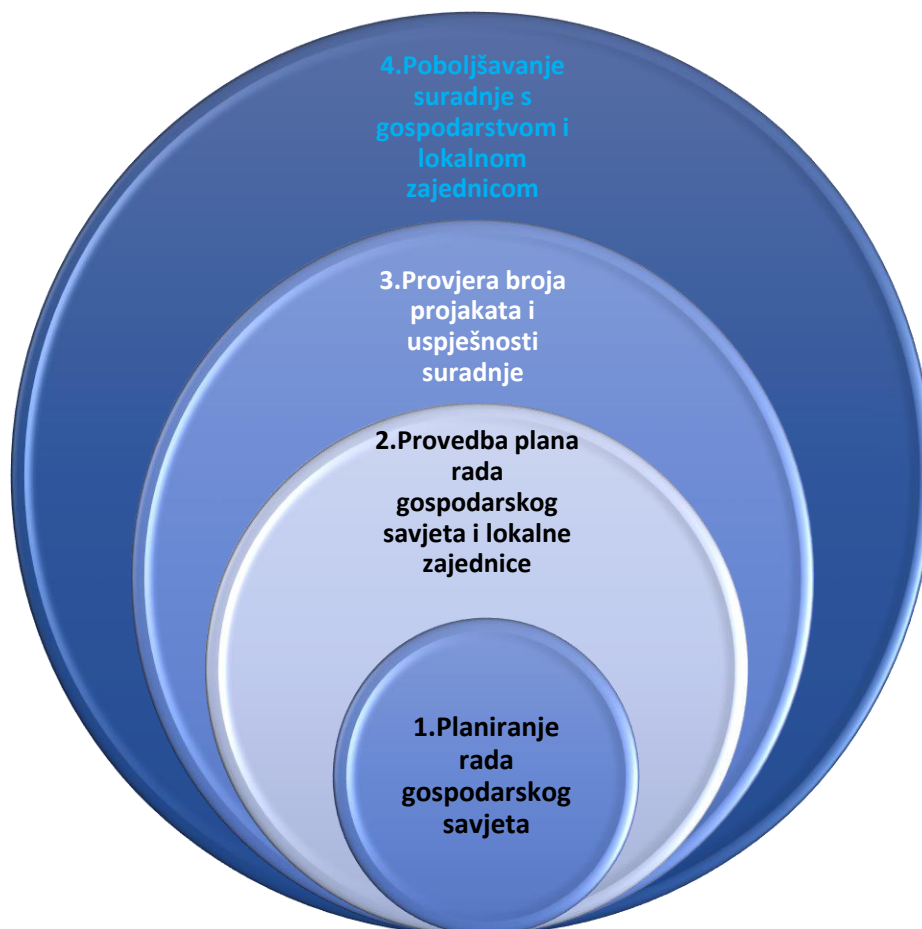 4.Poboljšavanje
suradnje s
gospodarstvom i
lokalnom
zajednicom
3.Provjera broja
projekata i
uspješnosti
suradnje
2.Provedba plana
rada
gospodarskog
savjeta i lokalne
zajednice
1.Planiranje
rada
gospodarskog
savjeta